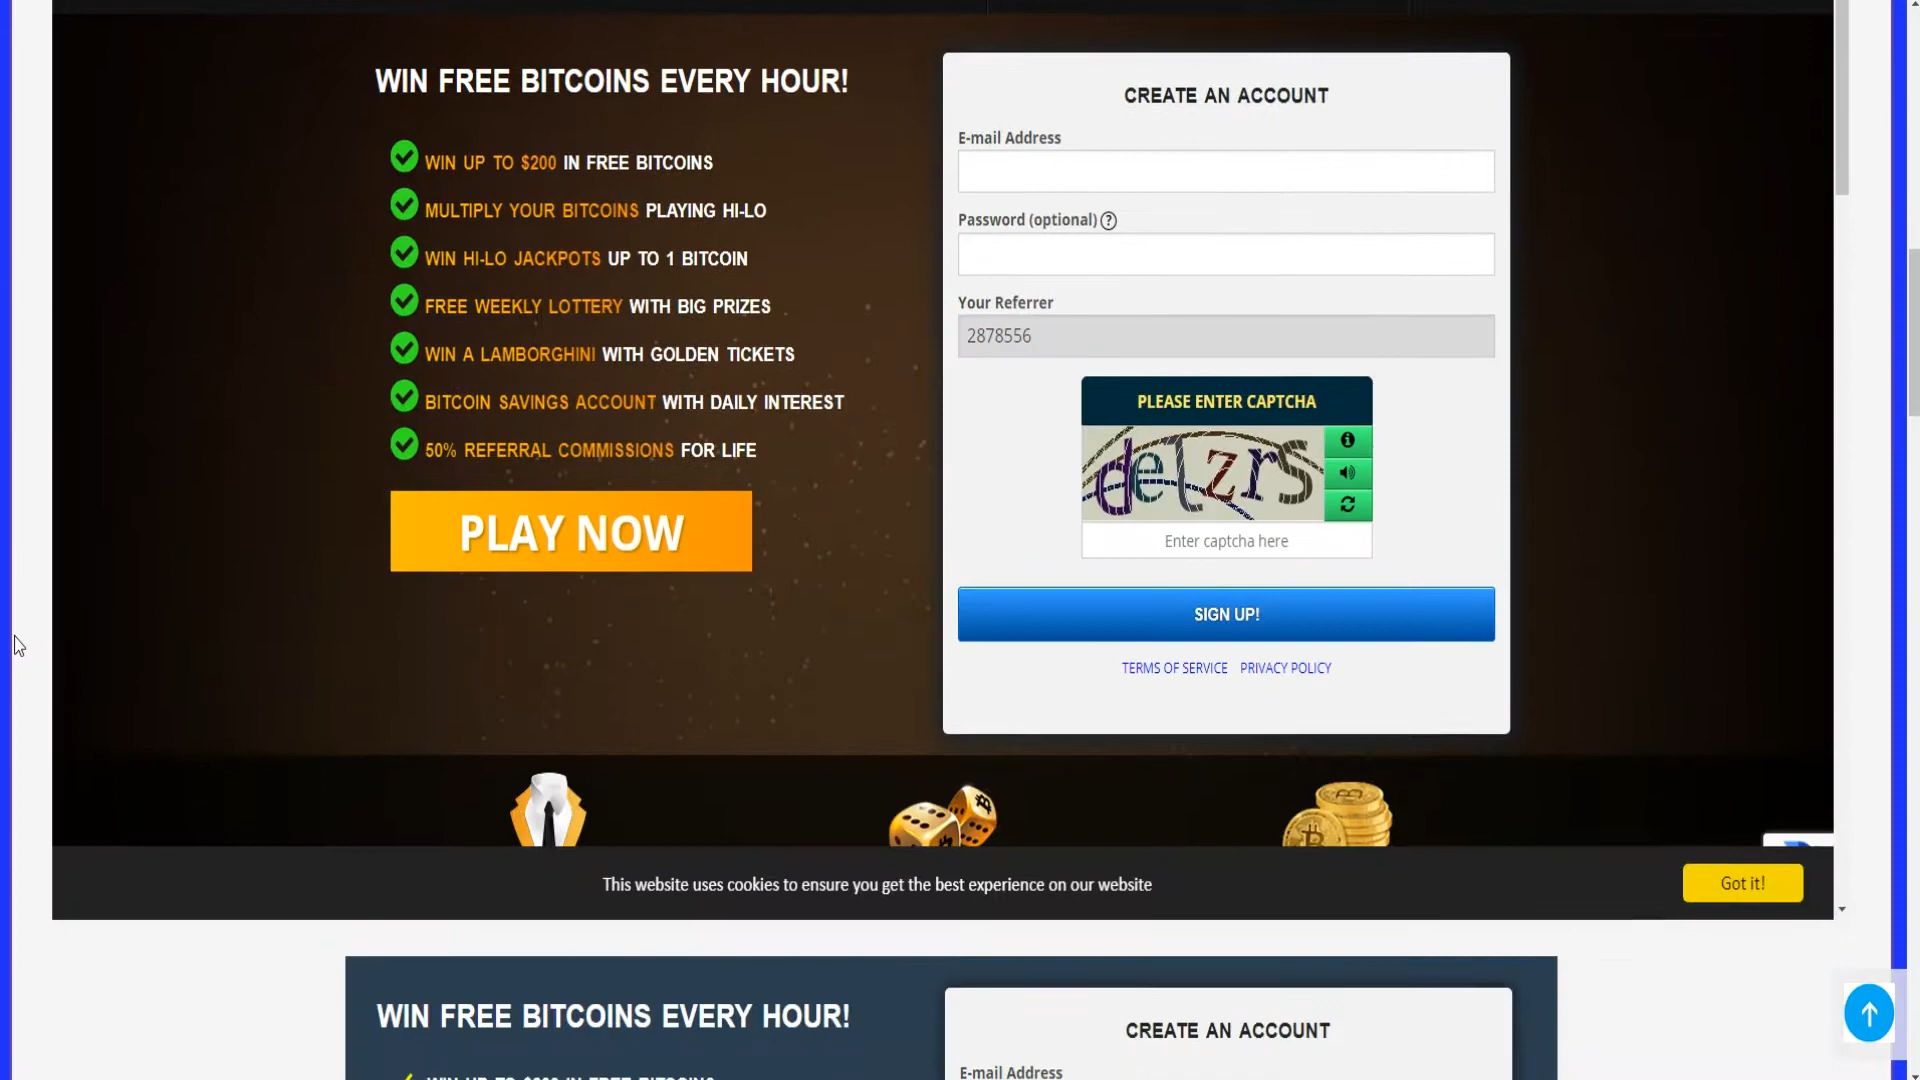 WIN FREE BITCOINS EVERY HOUR!
WIN UP TO $200 IN FREE BITCOINS
MULTIPLY YOUR BITCOINS PLAYING HI-LO
WIN HI-LO JACKPOTS UP TO 1 BITCOIN
FREE WEEKLY LOTTERY WITH BIG PRIZES
WIN A LAMBORGHINI WITH GOLDEN TICKETS
BITCOIN SAVINGS ACCOUNT WITH DAILY INTEREST
50% REFERRAL COMMISSIONS FOR LIFE
PLAY NOW
CREATE AN ACCOUNT
E-mail Address
Password (optional) ?
Your Referrer
2878556
PLEASE ENTER CAPTCHA
delzrs
Enter captcha here
SIGN UP!
TERMS OF SERVICE PRIVACY POLICY
This website uses cookies to ensure you get the best experience on our website
Got it!
WIN FREE BITCOINS EVERY HOUR!
CREATE AN ACCOUNT
E-mail Address